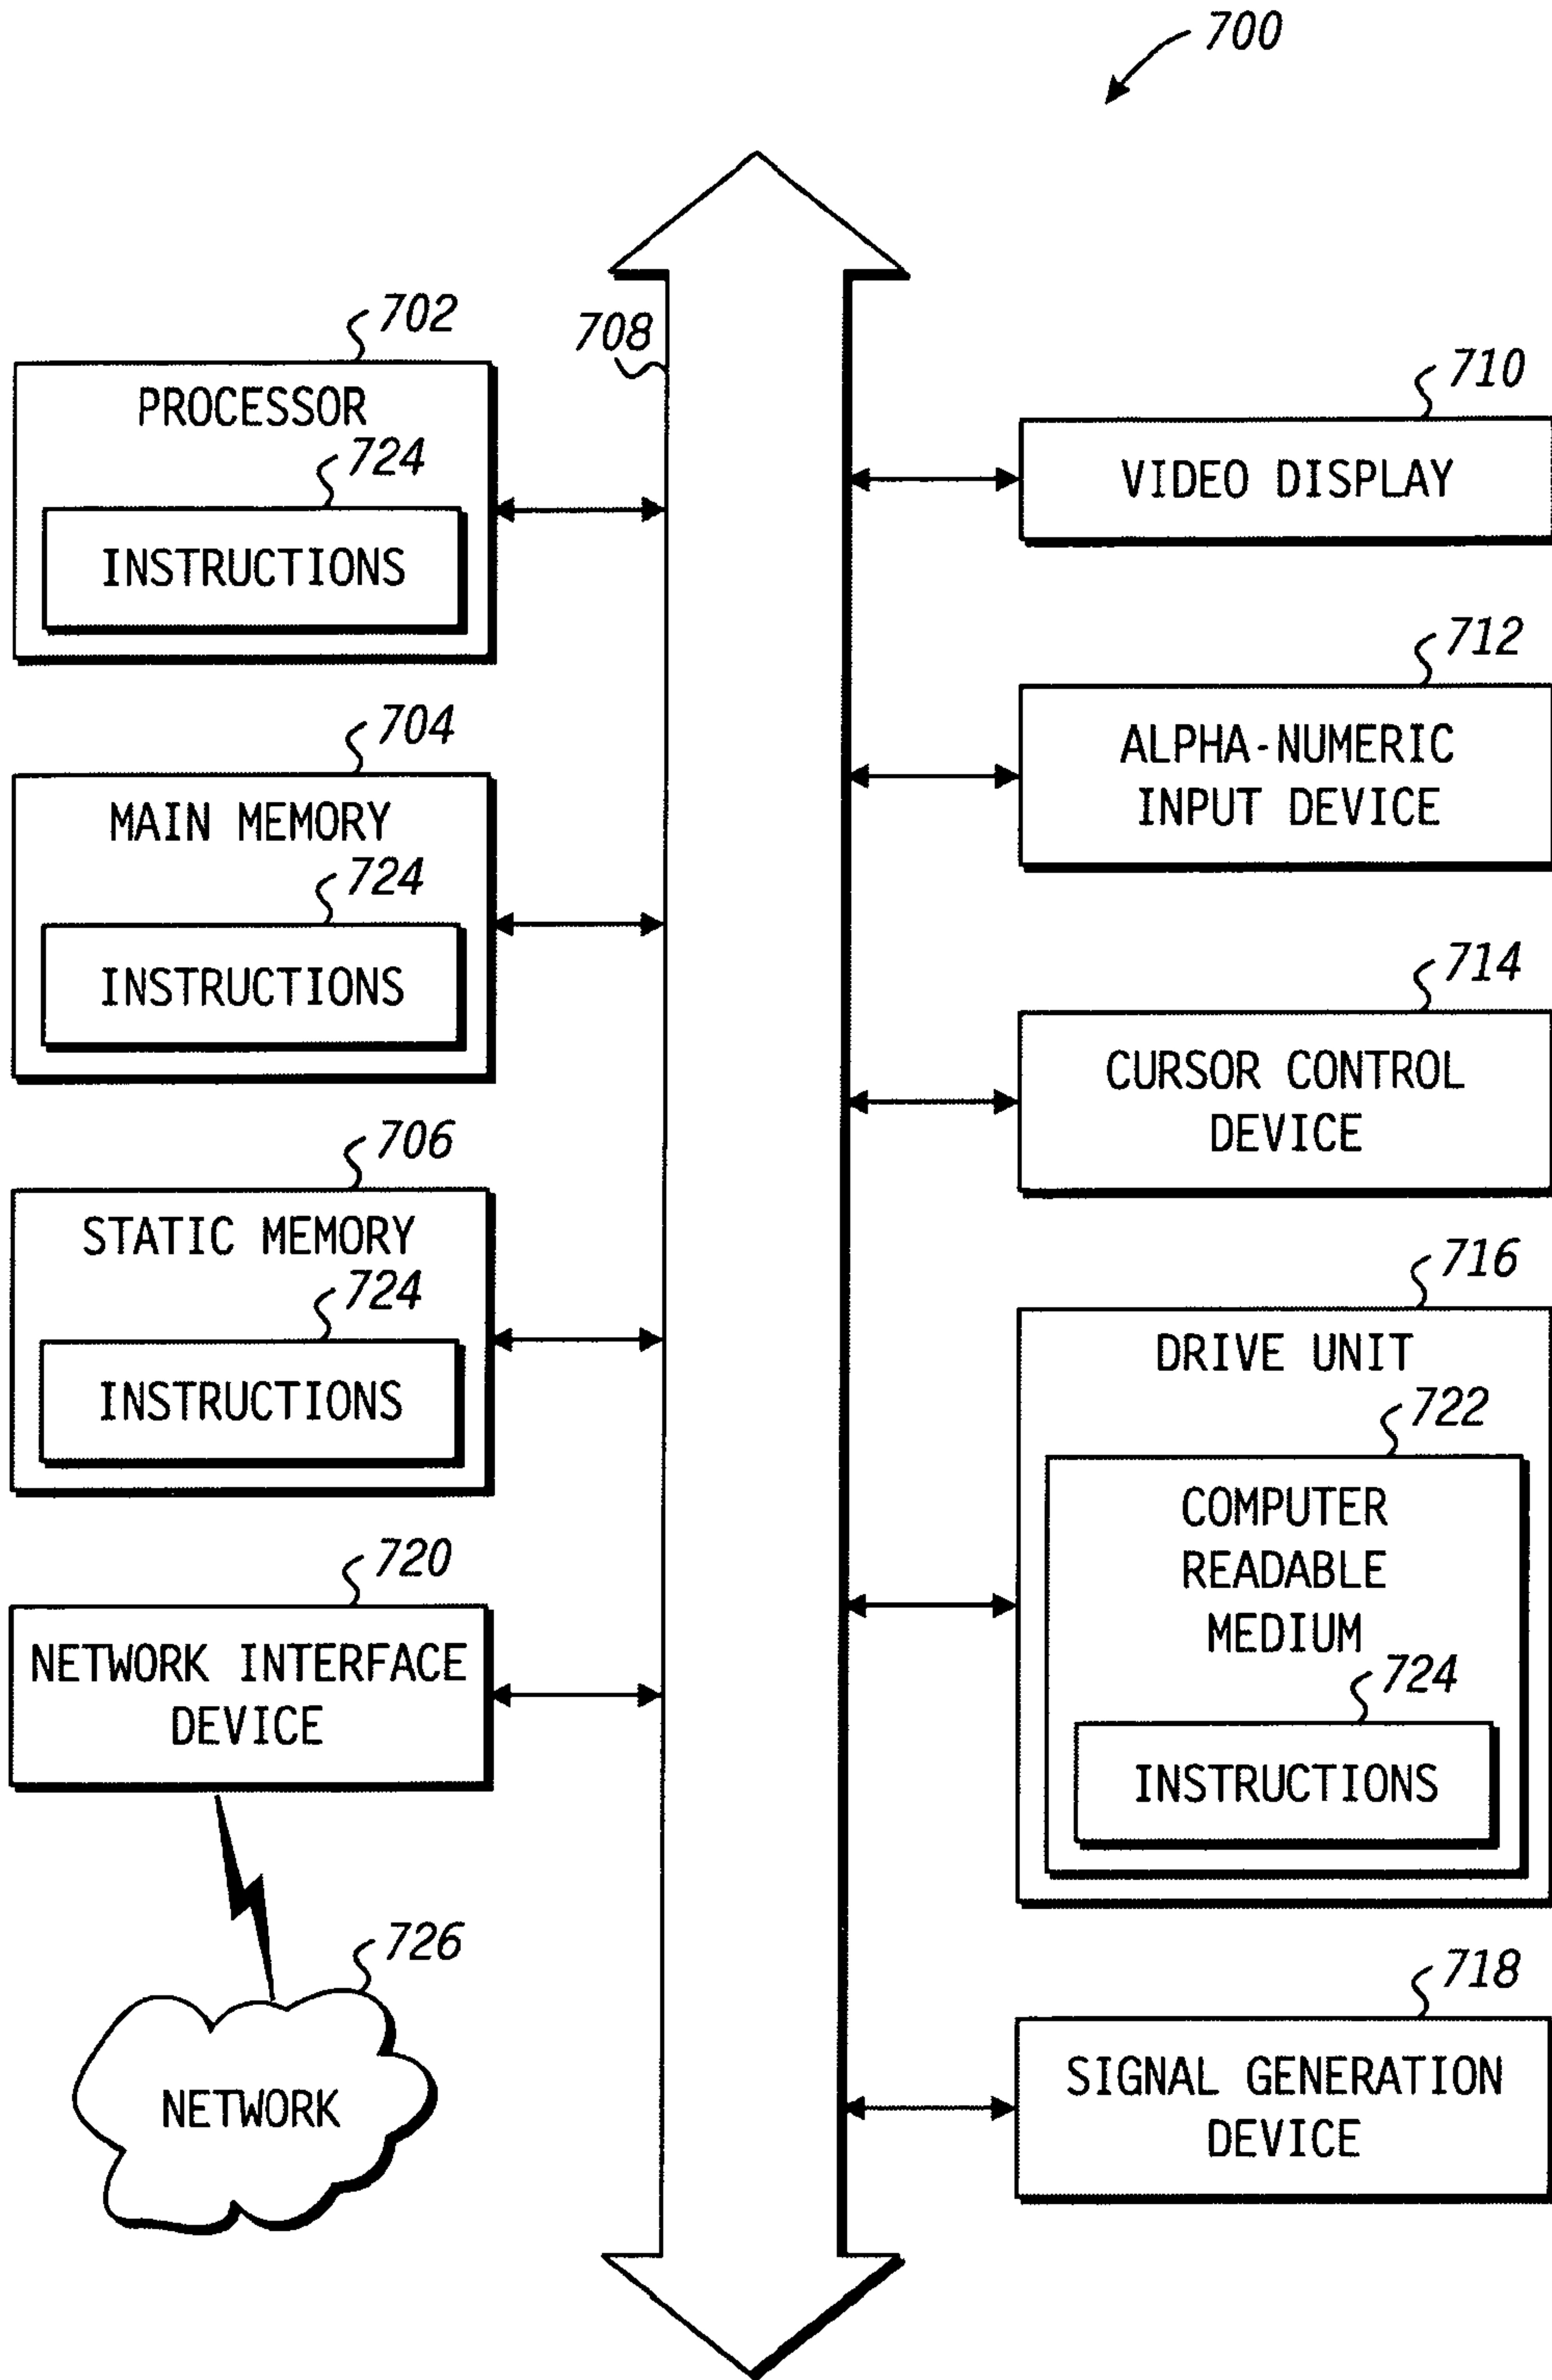 700
702
PROCESSOR
724
INSTRUCTIONS
704
MAIN MEMORY
724
INSTRUCTIONS
706
STATIC MEMORY
724
INSTRUCTIONS
720
NETWORK INTERFACE
DEVICE
726
NETWORK
708
710
VIDEO DISPLAY
712
ALPHA-NUMERIC
INPUT DEVICE
714
CURSOR CONTROL
DEVICE
716
DRIVE UNIT
722
COMPUTER
READABLE
MEDIUM
724
INSTRUCTIONS
718
SIGNAL GENERATION
DEVICE